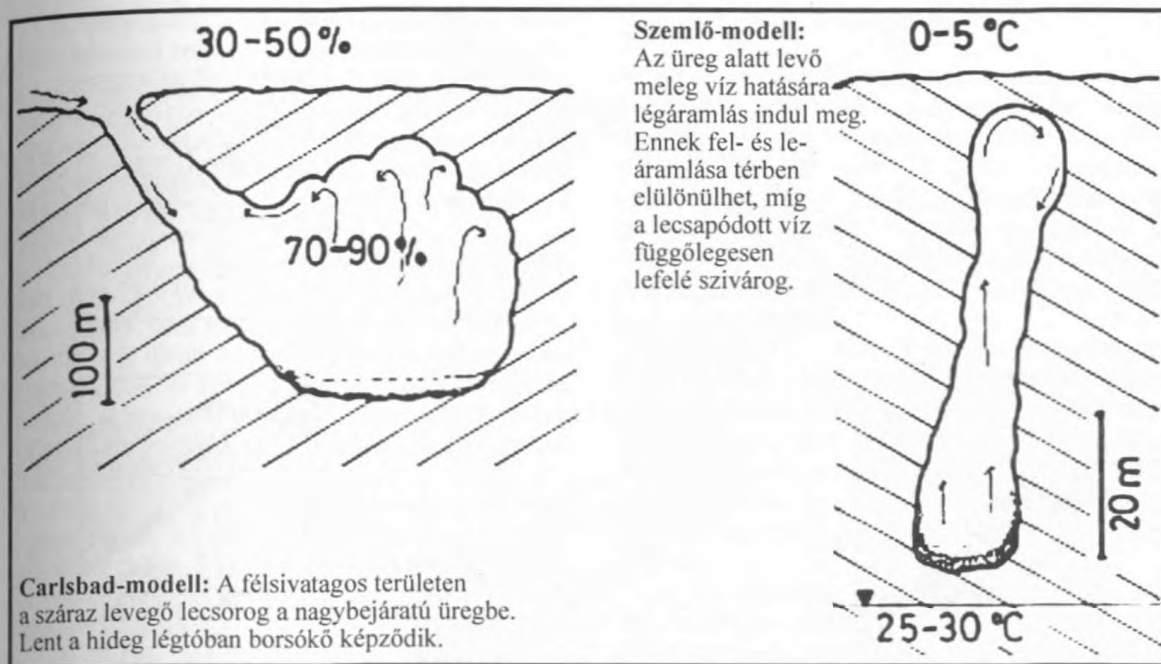 30-50%
70-90%
100m
Carlsbad-modell: A félsivatagos területen
a száraz levegő lecsorog a nagybejáratú üregbe.
Lent a hideg légtóban borsókő képződik.
Szemlő-modell:
Az üreg alatt levő
meleg víz hatására
légáramlás indul meg.
Ennek fel- és le-
áramlása térben
elülönülhet, míg
a lecsapódott víz
függőlegesen
lefelé szivárog.
0-5 °C
20m
25-30 °C